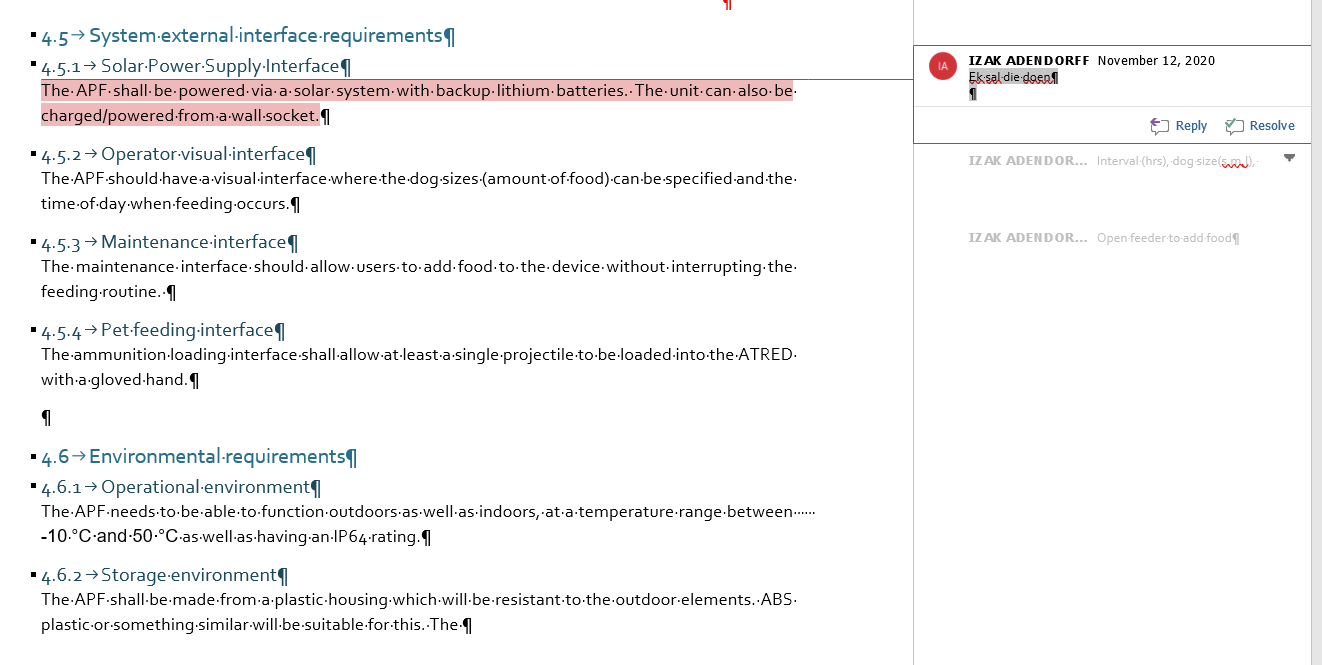 4.5 System external interface requirements
4.5.1 Solar Power Supply Interface
The APF shall be powered via a solar system with backup lithium batteries. The unit can also be
charged/powered from a wall socket.
4.5.2 Operator visual interface
The APF should have a visual interface where the dog sizes (amount of food) can be specified and the
time of day when feeding occurs.
4.5.3 Maintenance interface
The maintenance interface should allow users to add food to the device without interrupting the
feeding routine.
4.5.4 Pet feeding interface
The ammunition loading interface shall allow at least a single projectile to be loaded into the ATRED
with a gloved hand.
4.6 Environmental requirements
4.6.1 Operational environment
The APF needs to be able to function outdoors as well as indoors, at a temperature range between
-10 °C and 50 °C as well as having an IP64 rating.
4.6.2 Storage environment
The APF shall be made from a plastic housing which will be resistant to the outdoor elements. ABS
plastic or something similar will be suitable for this. The
IA
IZAK ADENDORFF November 12, 2020
Ek sal die doen
Reply Resolve
IZAK ADENDOR... Interval (hrs), dog size(s,m,l),
IZAK ADENDOR... Open feeder to add food